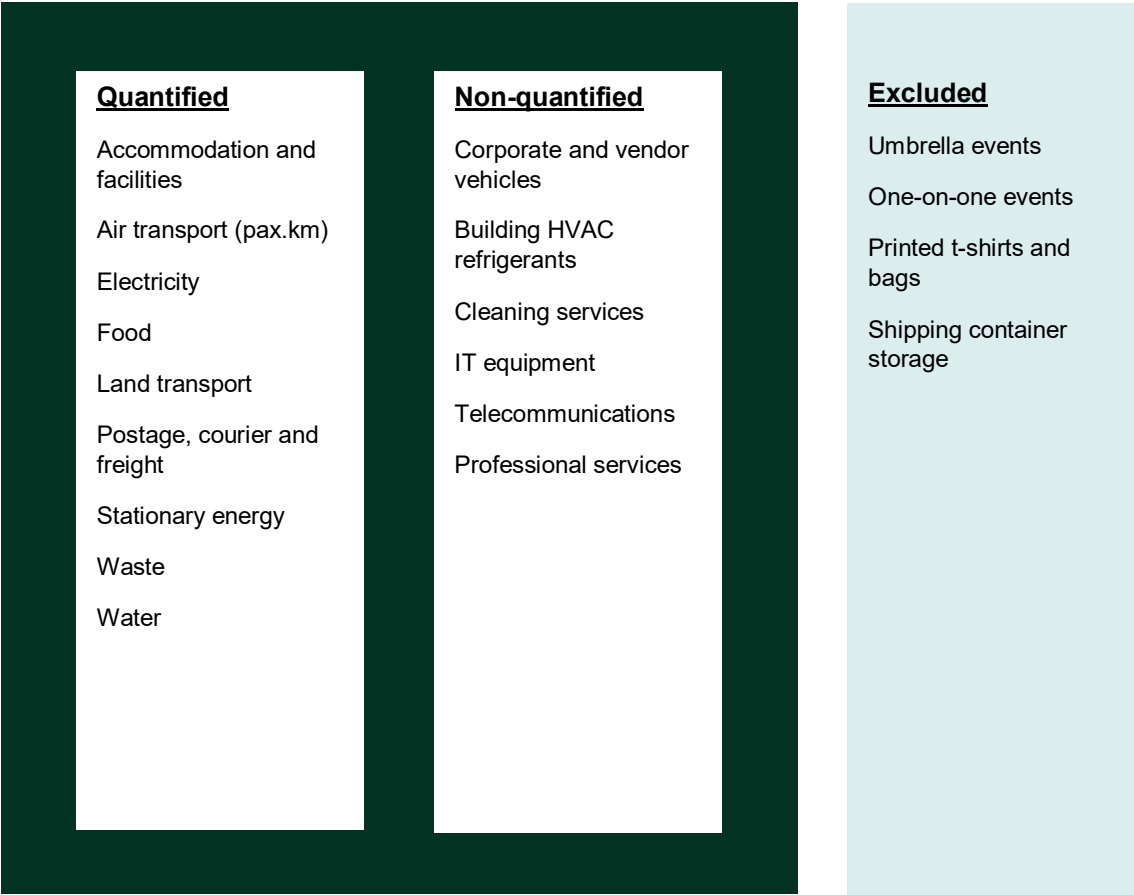 Quantified
Accommodation and
facilities
Air transport (pax.km)
Electricity
Food
Land transport
Postage, courier and
freight
Stationary energy
Waste
Water
Non-quantified
Corporate and vendor
vehicles
Building HVAC
refrigerants
Cleaning services
IT equipment
Telecommunications
Professional services
Excluded
Umbrella events
One-on-one events
Printed t-shirts and
bags
Shipping container
storage